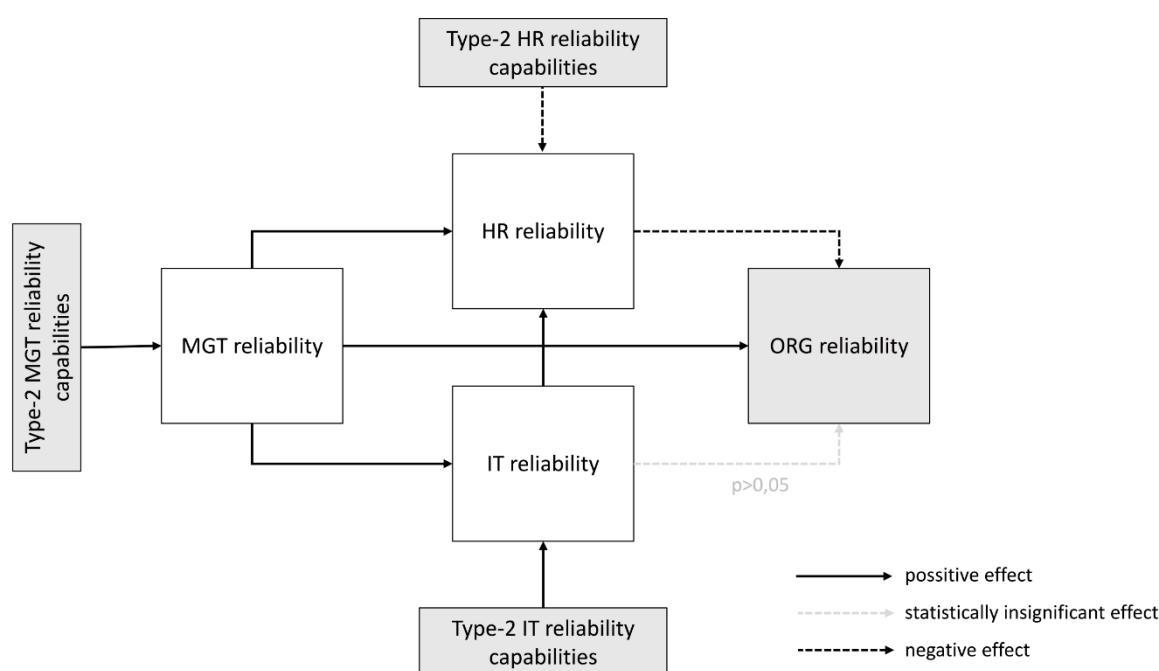 Type-2 HR reliability
capabilities
HR reliability
Type-2 MGT reliability
capabilities
MGT reliability
ORG reliability
IT reliability
p>0,05
Type-2 IT reliability
capabilities
possitive effect
statistically insignificant effect
negative effect